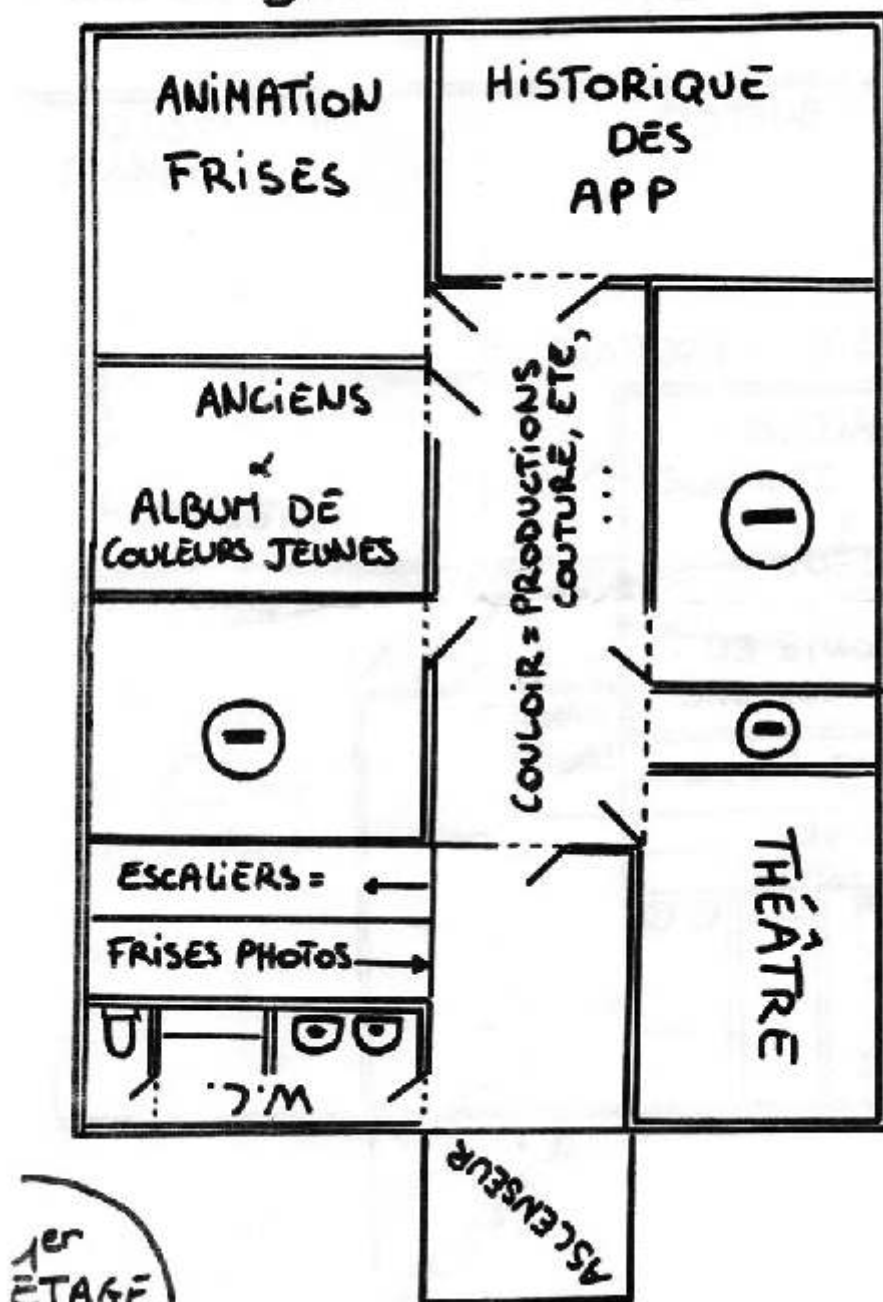 ANiMATioN
FRiSES
HiSTORiQUE
DES
APP
ANCiENS
&
ALBUM DE
COULEURS JEUNES
COULOiR = PRODUCTiONS
COUTURE, ETE,
...
ESCALiERS =
FRiSES PHOTOS
W.C.
THÉÂTRE
ASCENSEUR
1er
ETAGE